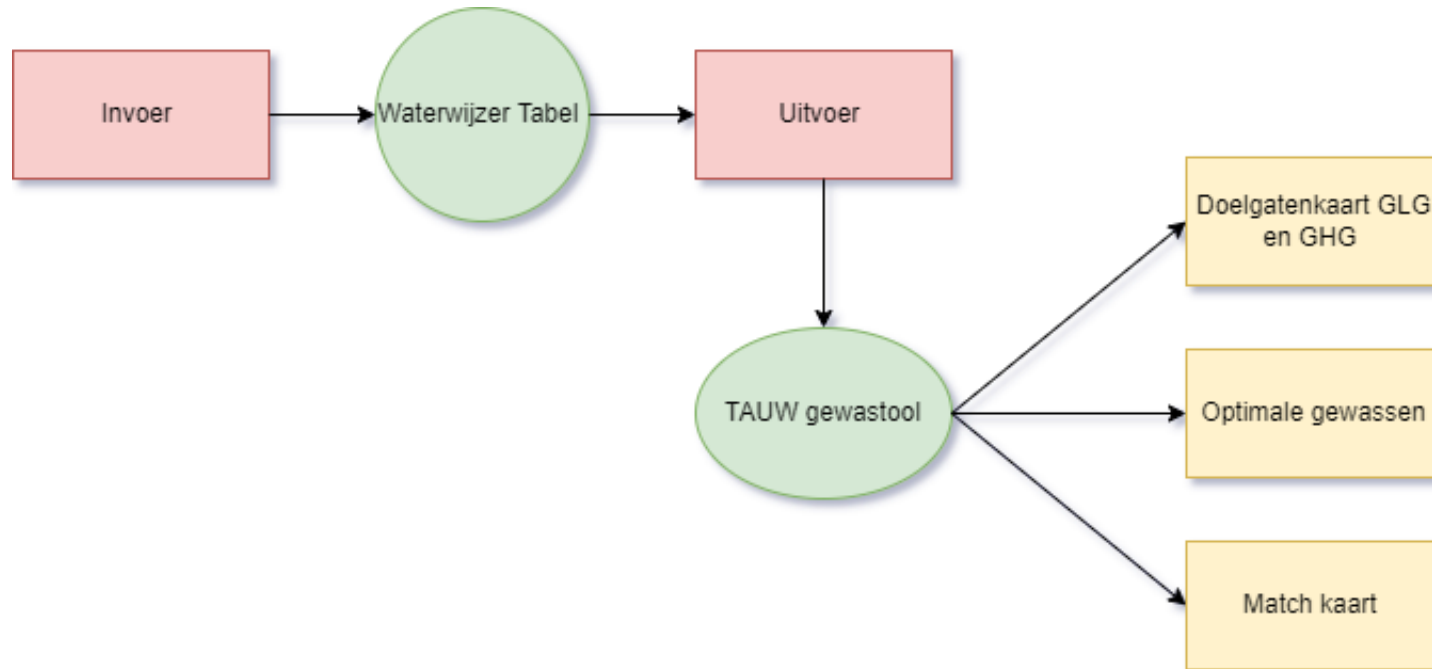 Invoer
Waterwijzer Tabel
Uitvoer
Doelgatenkaart GLG
en GHG
TAUW gewastool
Optimale gewassen
Match kaart